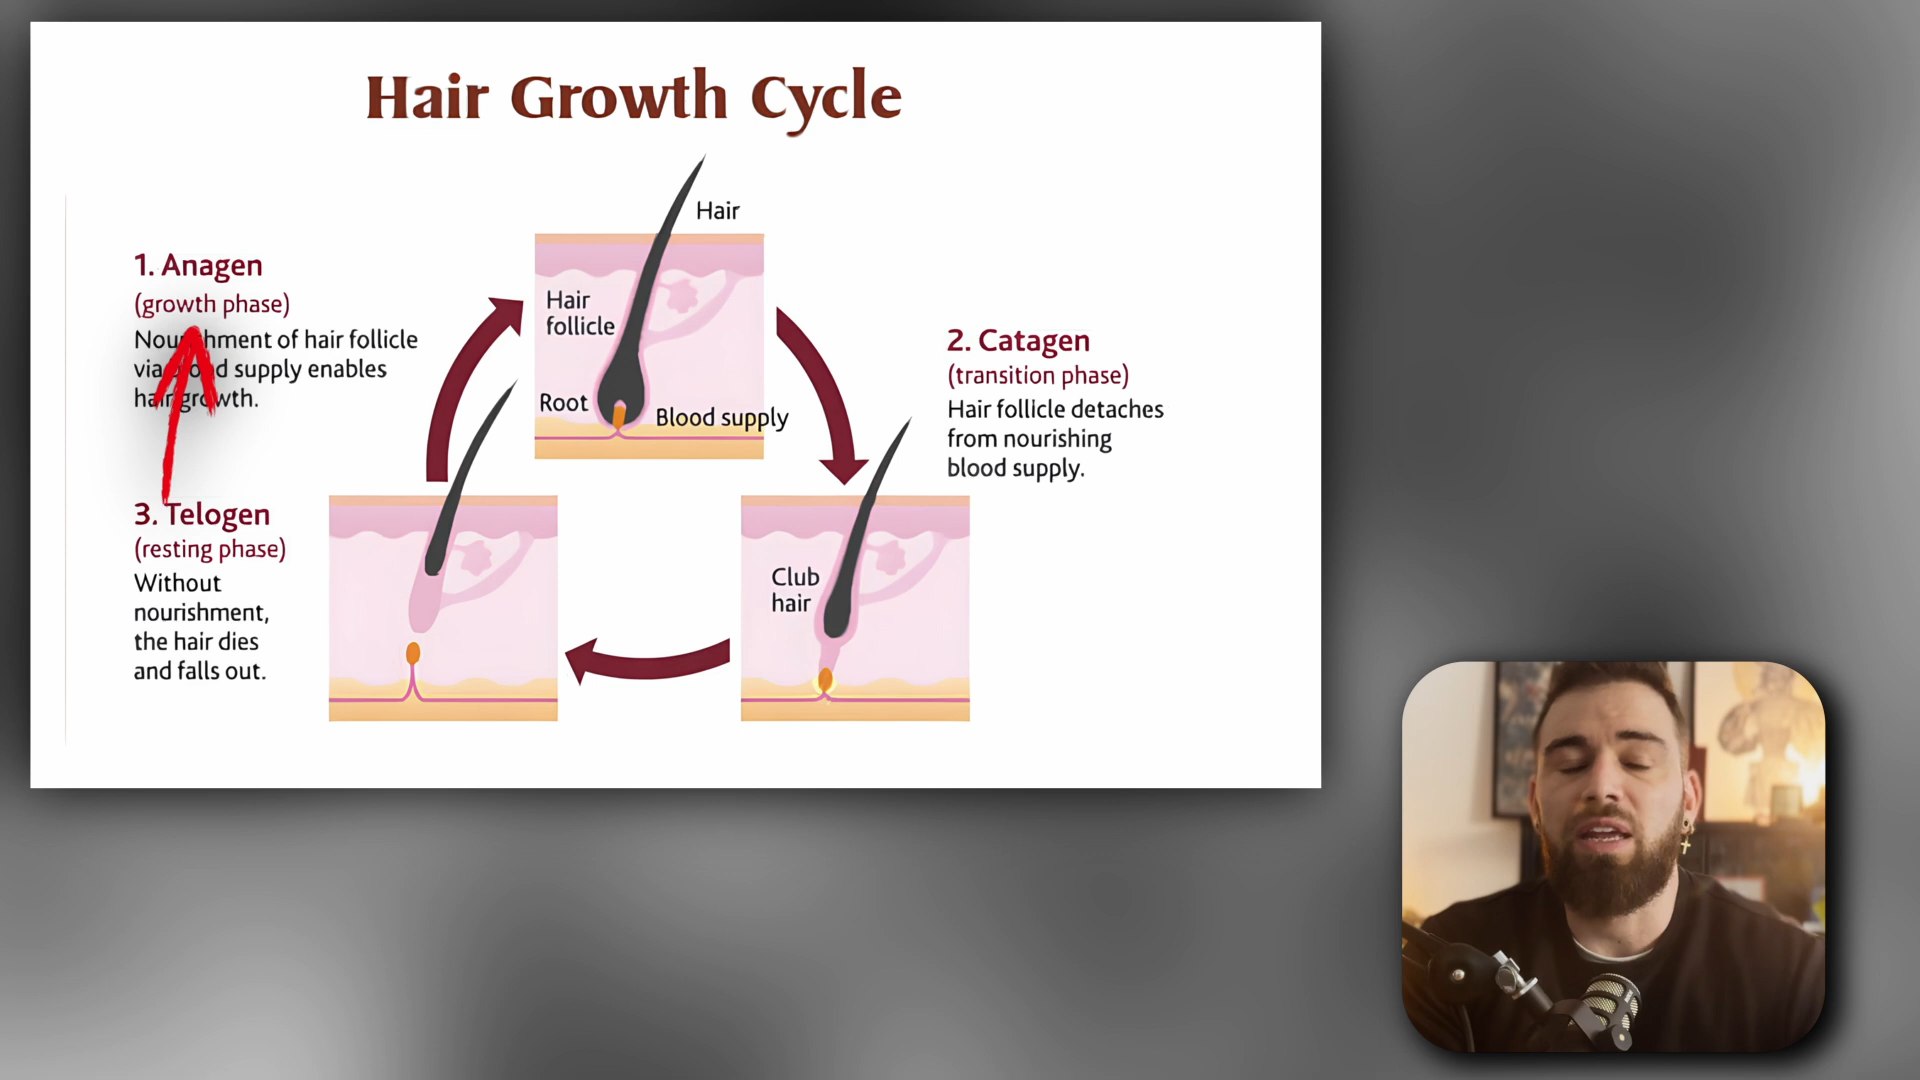 Hair Growth Cycle
Hair
1. Anagen
(growth phase)
Nourishment of hair follicle
via blood supply enables
hair growth.
Hair
follicle
Root
Blood supply
2. Catagen
(transition phase)
Hair follicle detaches
from nourishing
blood supply.
3. Telogen
(resting phase)
Without
nourishment,
the hair dies
and falls out.
Club
hair